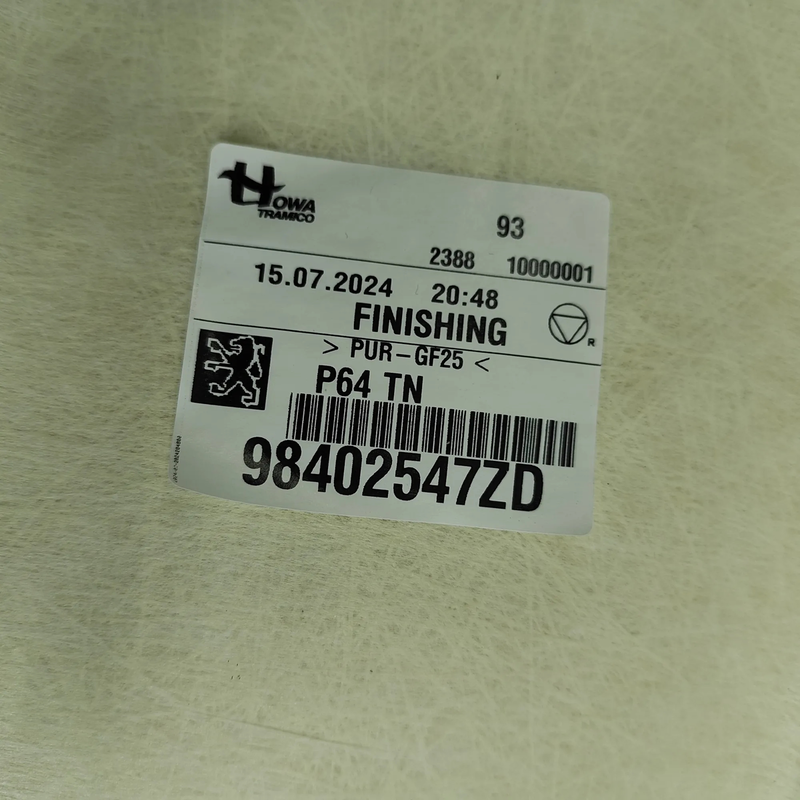 HOWA
TRAMICO
93
2388 10000001
15.07.2024 20:48
FINISHING
R
> PUR-GF25 <
P64 TN
98402547ZD